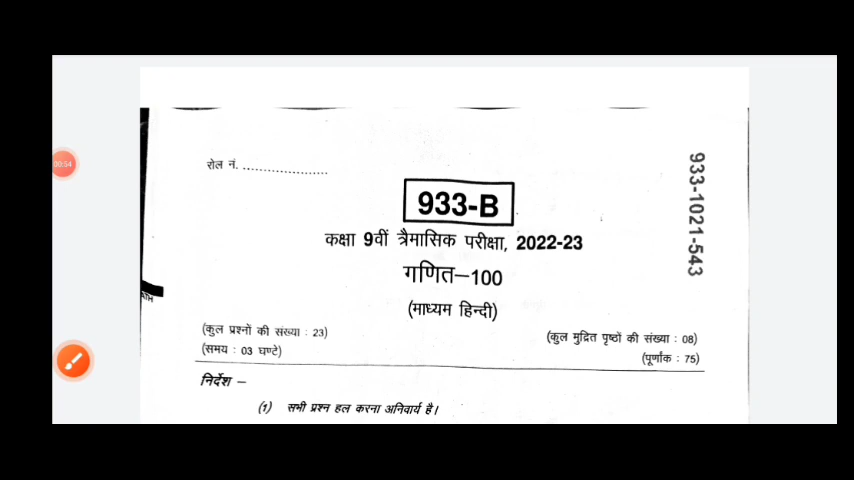 रोल नं. .....................
933-B
933-1021-543
कक्षा 9वीं त्रैमासिक परीक्षा, 2022-23
गणित–100
(माध्यम हिन्दी)
(कुल प्रश्नों की संख्या : 23)
(कुल मुद्रित पृष्ठों की संख्या : 08)
(समय : 03 घण्टे)
(पूर्णांक : 75)
निर्देश –
(1) सभी प्रश्न हल करना अनिवार्य है।